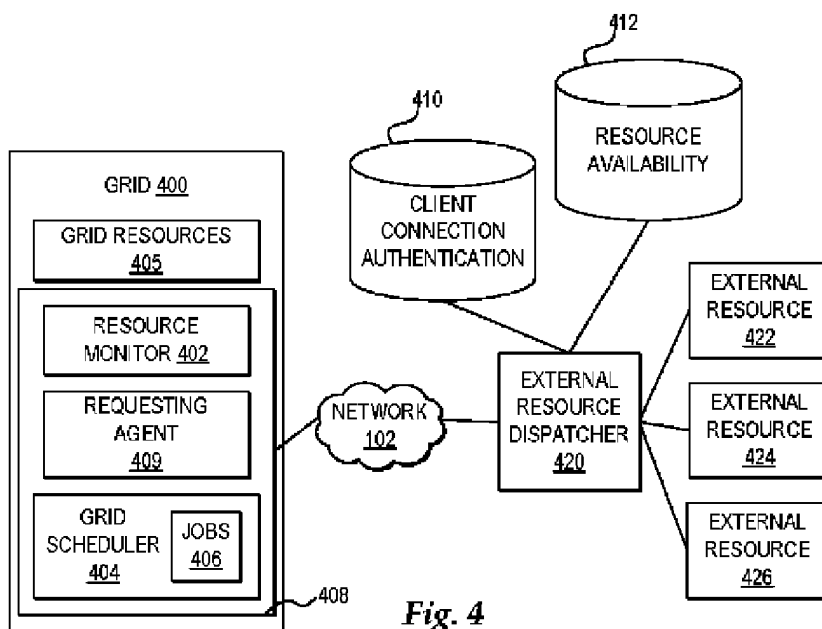 412
410
RESOURCE
AVAILABILITY
CLIENT
CONNECTION
AUTHENTICATION
GRID 400
GRID RESOURCES
405
RESOURCE
MONITOR 402
REQUESTING
AGENT
409
GRID
SCHEDULER
404
JOBS
406
408
NETWORK
102
EXTERNAL
RESOURCE
DISPATCHER
420
EXTERNAL
RESOURCE
422
EXTERNAL
RESOURCE
424
EXTERNAL
RESOURCE
426
Fig. 4